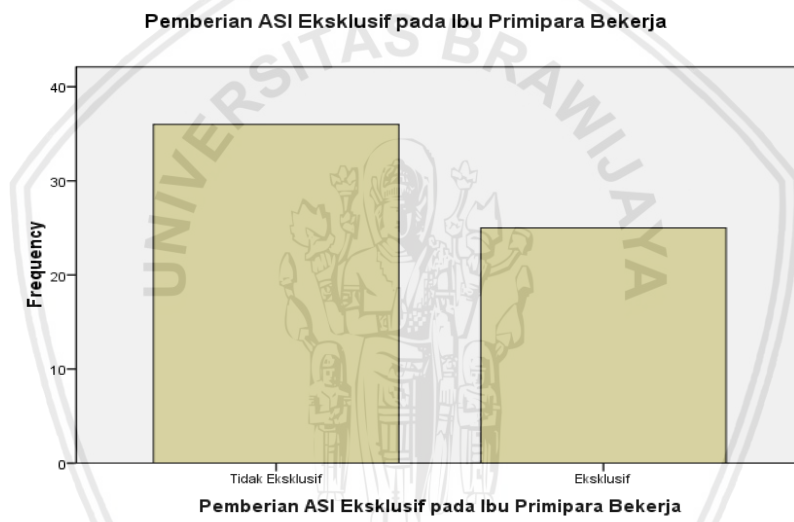 Pemberian ASI Eksklusif pada Ibu Primipara Bekerja
UNIVERSITAS BRAWIJAYA
40
30
20
10
0
Frequency
Tidak Eksklusif
Eksklusif
Pemberian ASI Eksklusif pada Ibu Primipara Bekerja